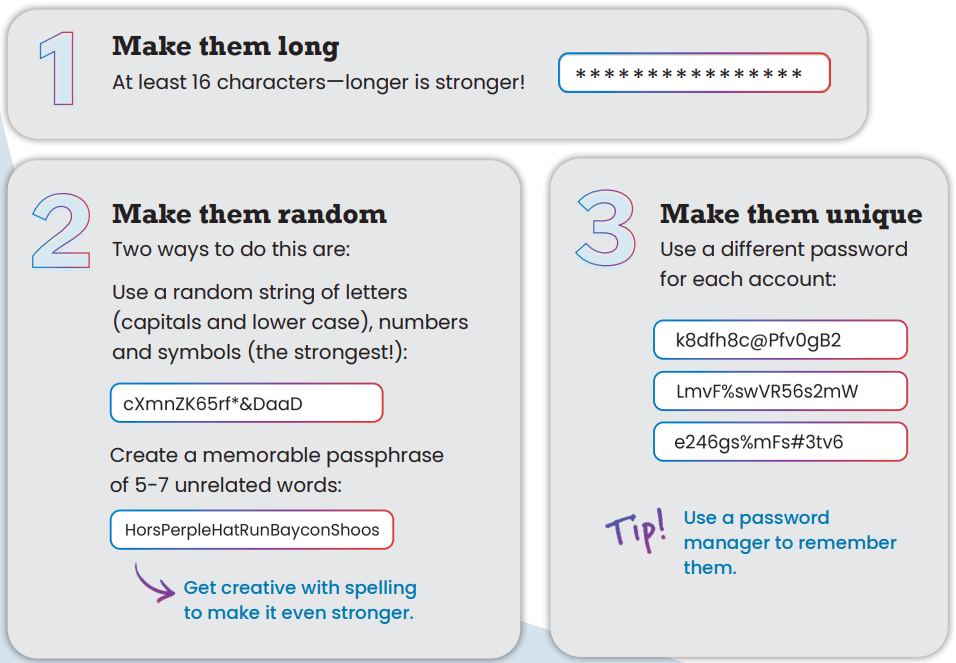 1
Make them long
At least 16 characters—longer is stronger!
****************
2
Make them random
Two ways to do this are:
Use a random string of letters
(capitals and lower case), numbers
and symbols (the strongest!):
cXmnZK65rf*&DaaD
Create a memorable passphrase
of 5-7 unrelated words:
HorsPerpleHatRunBayconShoos
Get creative with spelling
to make it even stronger.
3
Make them unique
Use a different password
for each account:
k8dfh8c@Pfv0gB2
LmvF%swVR56s2mW
e246gs%mFs#3tv6
Tip!
Use a password
manager to remember
them.